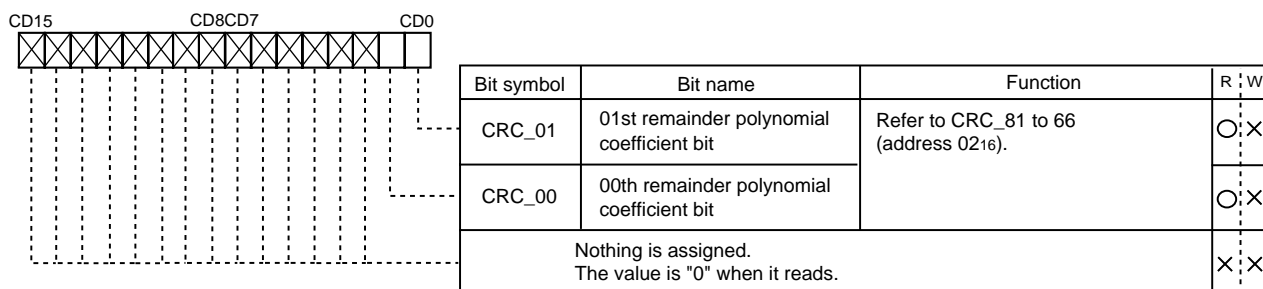 CD15 CD8CD7 CD0
Bit symbol Bit name Function R W
CRC_01 01st remainder polynomial coefficient bit Refer to CRC_81 to 66 (address 0216). O ×
CRC_00 00th remainder polynomial coefficient bit O ×
Nothing is assigned.
The value is "0" when it reads. × ×